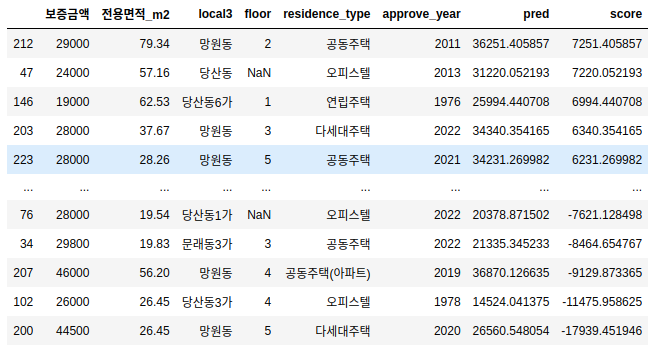 보증금액 전용면적_m2 local3 floor residence_type approve_year pred score
212 29000 79.34 망원동 2 공동주택 2011 36251.405857 7251.405857
47 24000 57.16 당산동 NaN 오피스텔 2013 31220.052193 7220.052193
146 19000 62.53 당산동6가 1 연립주택 1976 25994.440708 6994.440708
203 28000 37.67 망원동 3 다세대주택 2022 34340.354165 6340.354165
223 28000 28.26 망원동 5 공동주택 2021 34231.269982 6231.269982
... ... ... ... ... ... ... ... ...
76 28000 19.54 당산동1가 NaN 오피스텔 2022 20378.871502 -7621.128498
34 29800 19.83 문래동3가 3 공동주택 2022 21335.345233 -8464.654767
207 46000 56.20 망원동 4 공동주택(아파트) 2019 36870.126635 -9129.873365
102 26000 26.45 당산동3가 4 오피스텔 1978 14524.041375 -11475.958625
200 44500 26.45 망원동 5 다세대주택 2020 26560.548054 -17939.451946